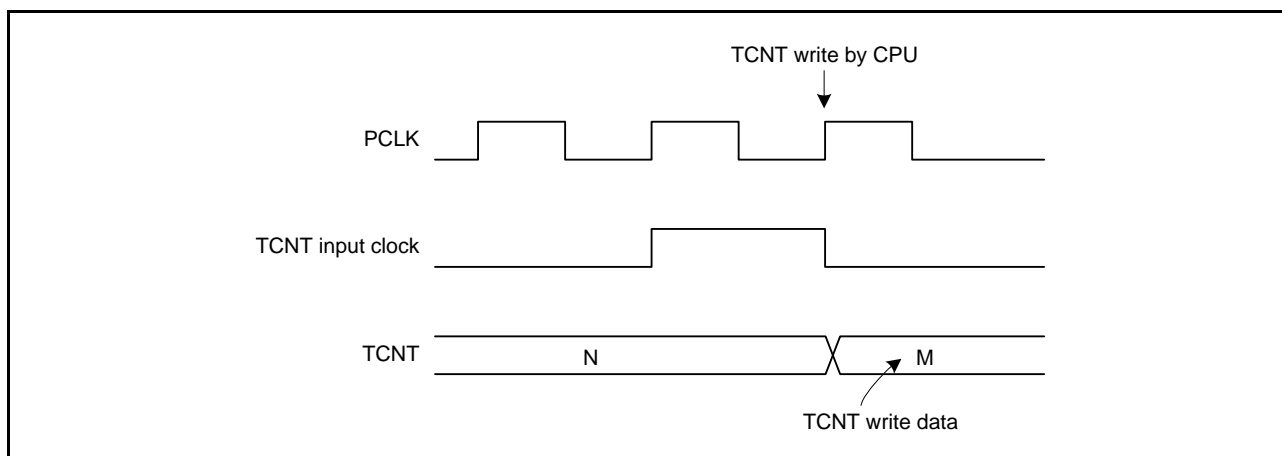 TCNT write by CPU
PCLK
TCNT input clock
TCNT
N
M
TCNT write data